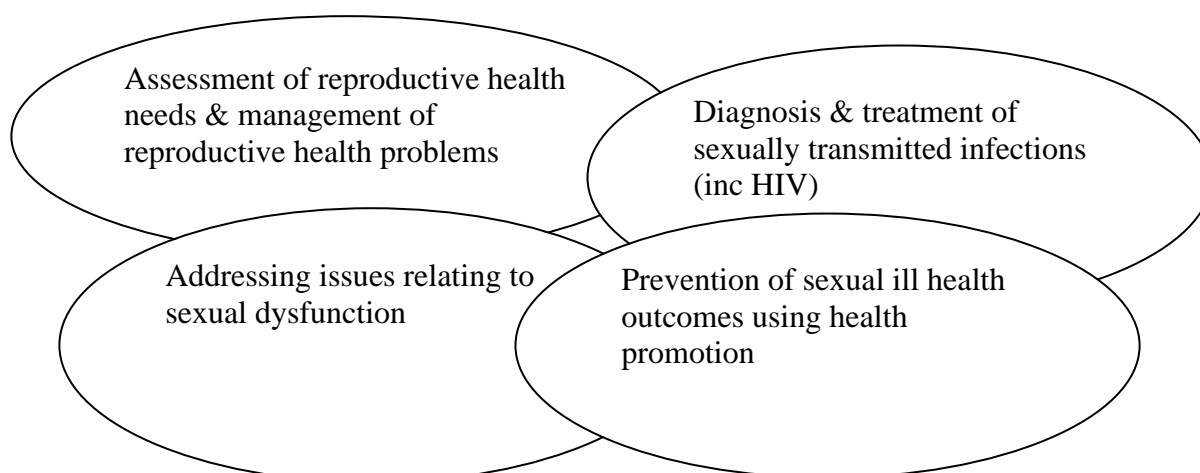 Assessment of reproductive health
needs & management of
reproductive health problems
Diagnosis & treatment of
sexually transmitted infections
(inc HIV)
Addressing issues relating to
sexual dysfunction
Prevention of sexual ill health
outcomes using health
promotion